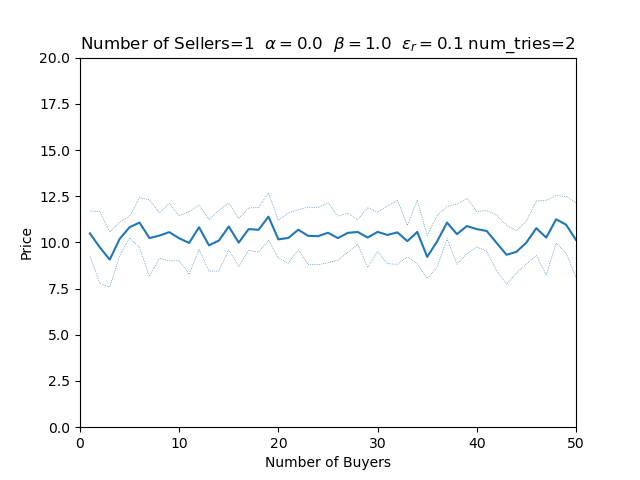 Number of Sellers=1 α = 0.0 β = 1.0 εr = 0.1 num_tries=2
20.0
17.5
15.0
12.5
10.0
7.5
5.0
2.5
0.0
Price
0 10 20 30 40 50
Number of Buyers